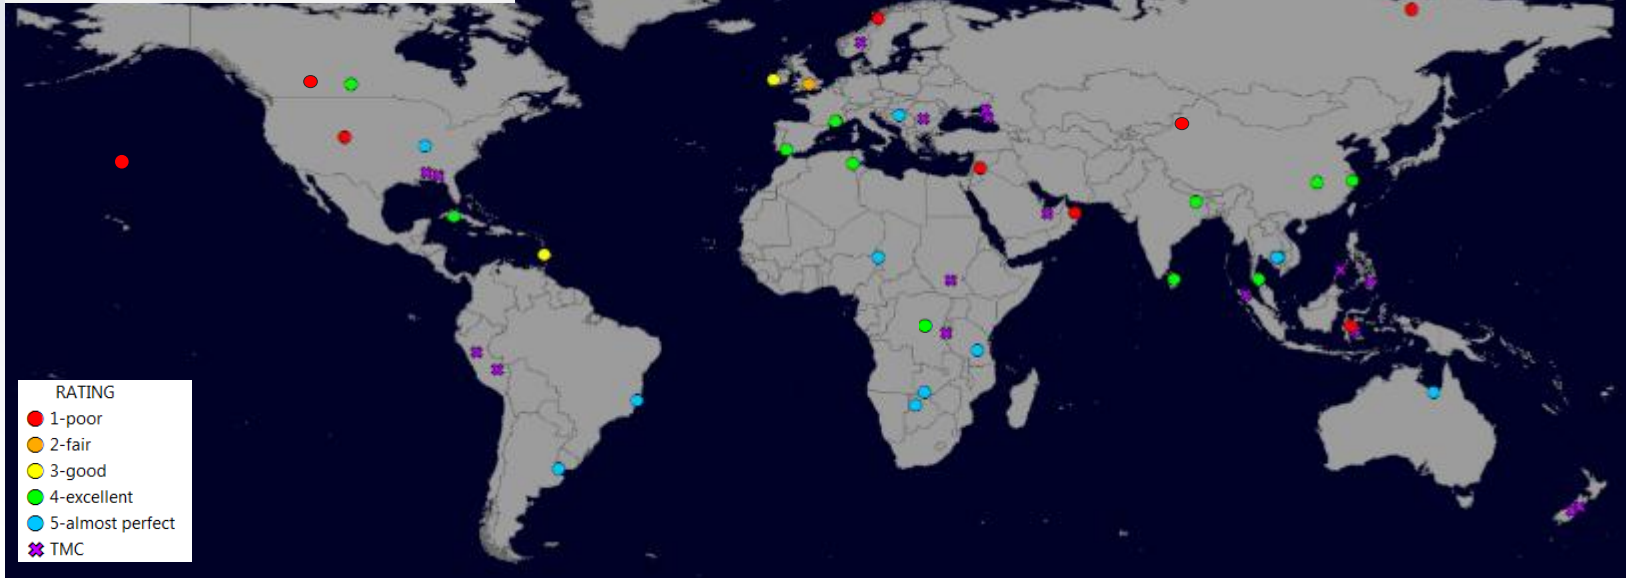 RATING
1-poor
2-fair
3-good
4-excellent
5-almost perfect
TMC